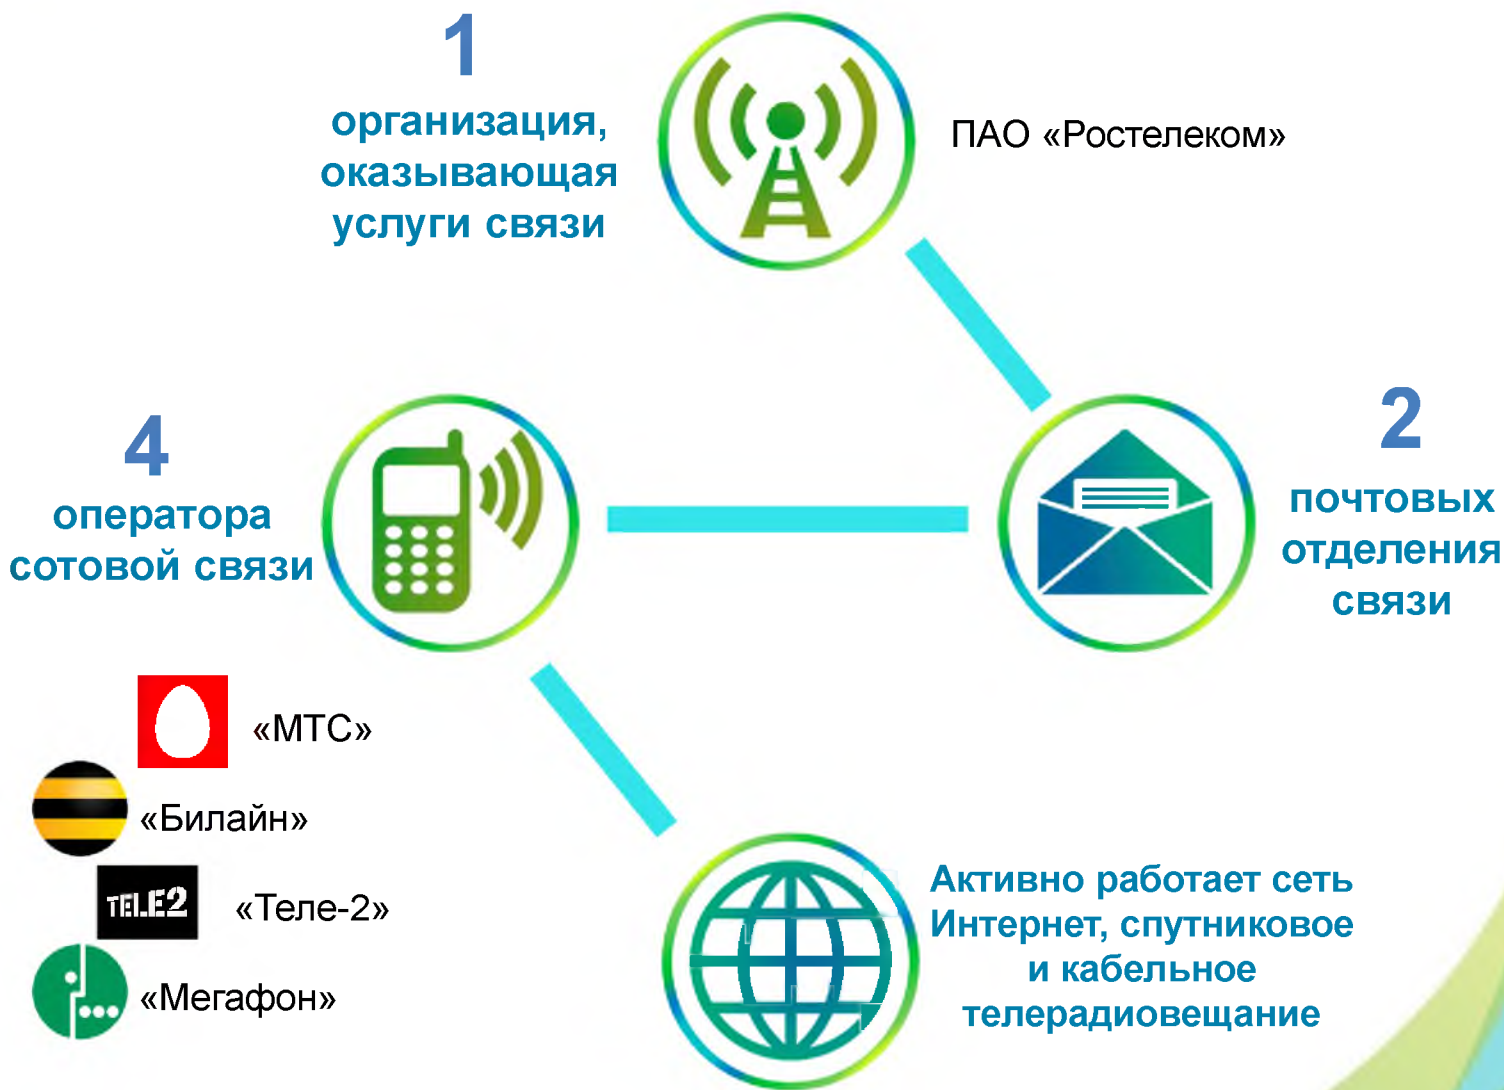 1
организация,
оказывающая
услуги связи
ПАО «Ростелеком»
4
оператора
сотовой связи
2
почтовых
отделения
связи
«МТС»
«Билайн»
TELE2
«Теле-2»
«Мегафон»
Активно работает сеть
Интернет, спутниковое
и кабельное
телерадиовещание